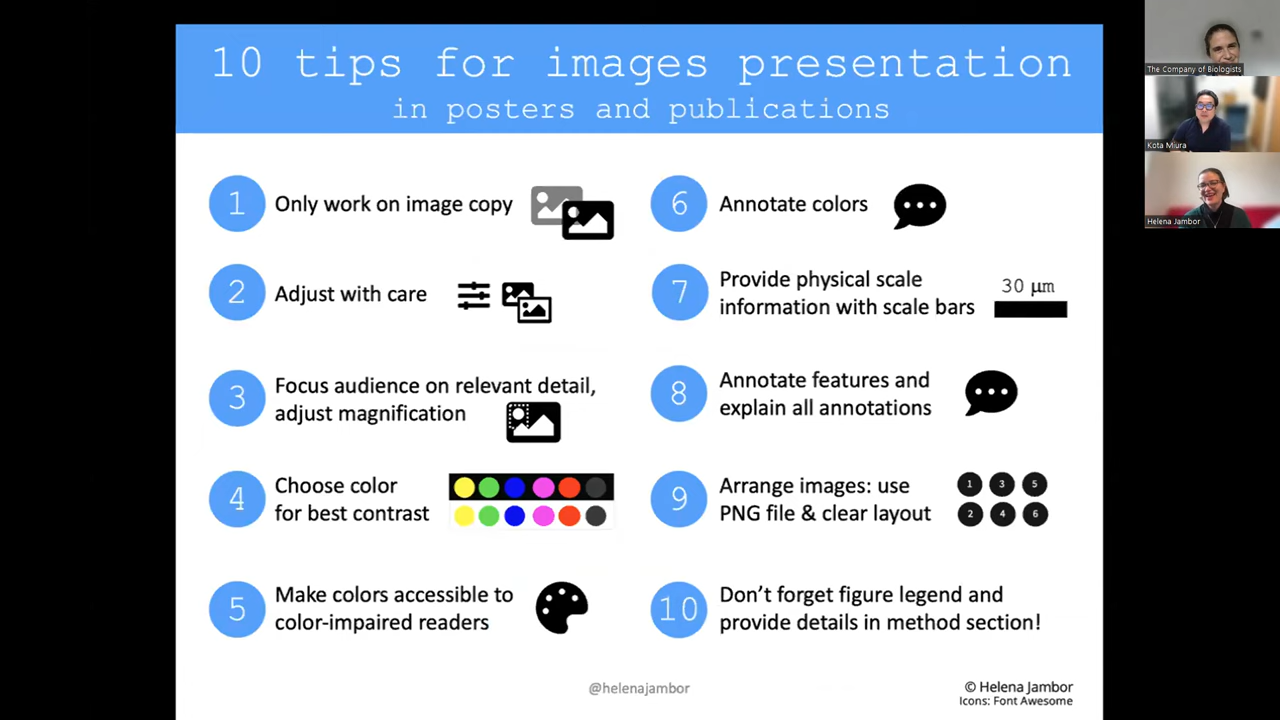 10 tips for images presentation
in posters and publications
1
Only work on image copy
2
Adjust with care
3
Focus audience on relevant detail,
adjust magnification
4
Choose color
for best contrast
5
Make colors accessible to
color-impaired readers
6
Annotate colors
7
Provide physical scale
information with scale bars
30 µm
8
Annotate features and
explain all annotations
9
Arrange images: use
PNG file & clear layout
1 3 5
2 4 6
10
Don’t forget figure legend and
provide details in method section!
@helenajambor
© Helena Jambor
Icons: Font Awesome
The Company of Biologists
Kota Miura
Helena Jambor